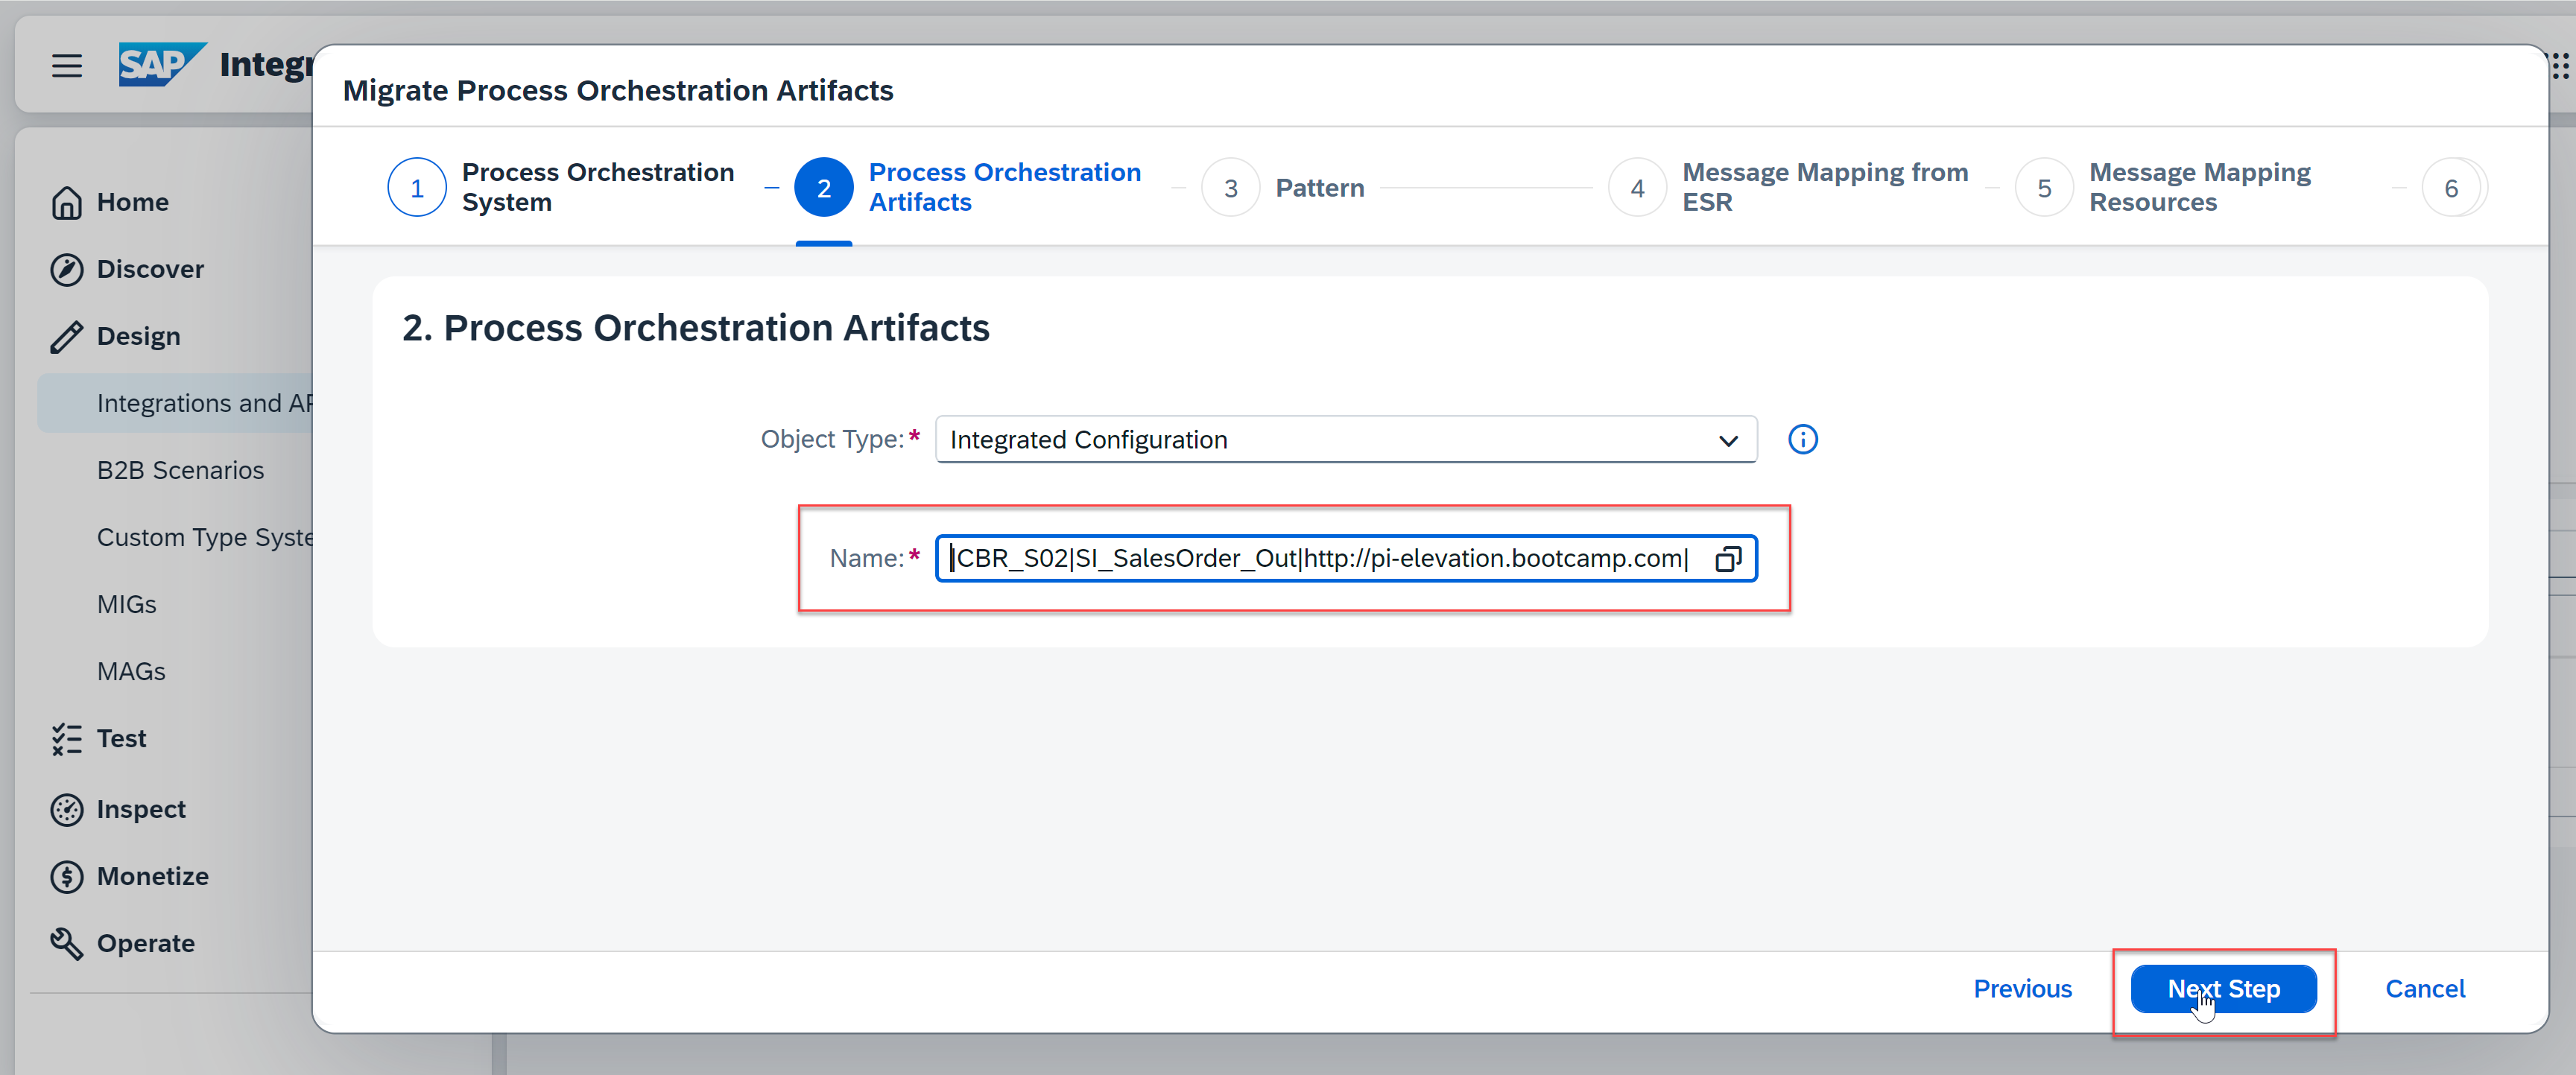 SAP Integr
Migrate Process Orchestration Artifacts
1 Process Orchestration
System
2 Process Orchestration
Artifacts
3 Pattern
4 Message Mapping from
ESR
5 Message Mapping
Resources
6
Home
Discover
Design
Integrations and AP
B2B Scenarios
Custom Type Syste
MIGs
MAGs
Test
Inspect
Monetize
Operate
2. Process Orchestration Artifacts
Object Type:* Integrated Configuration
Name:* |CBR_S02|SI_SalesOrder_Out|http://pi-elevation.bootcamp.com|
Previous
Next Step
Cancel